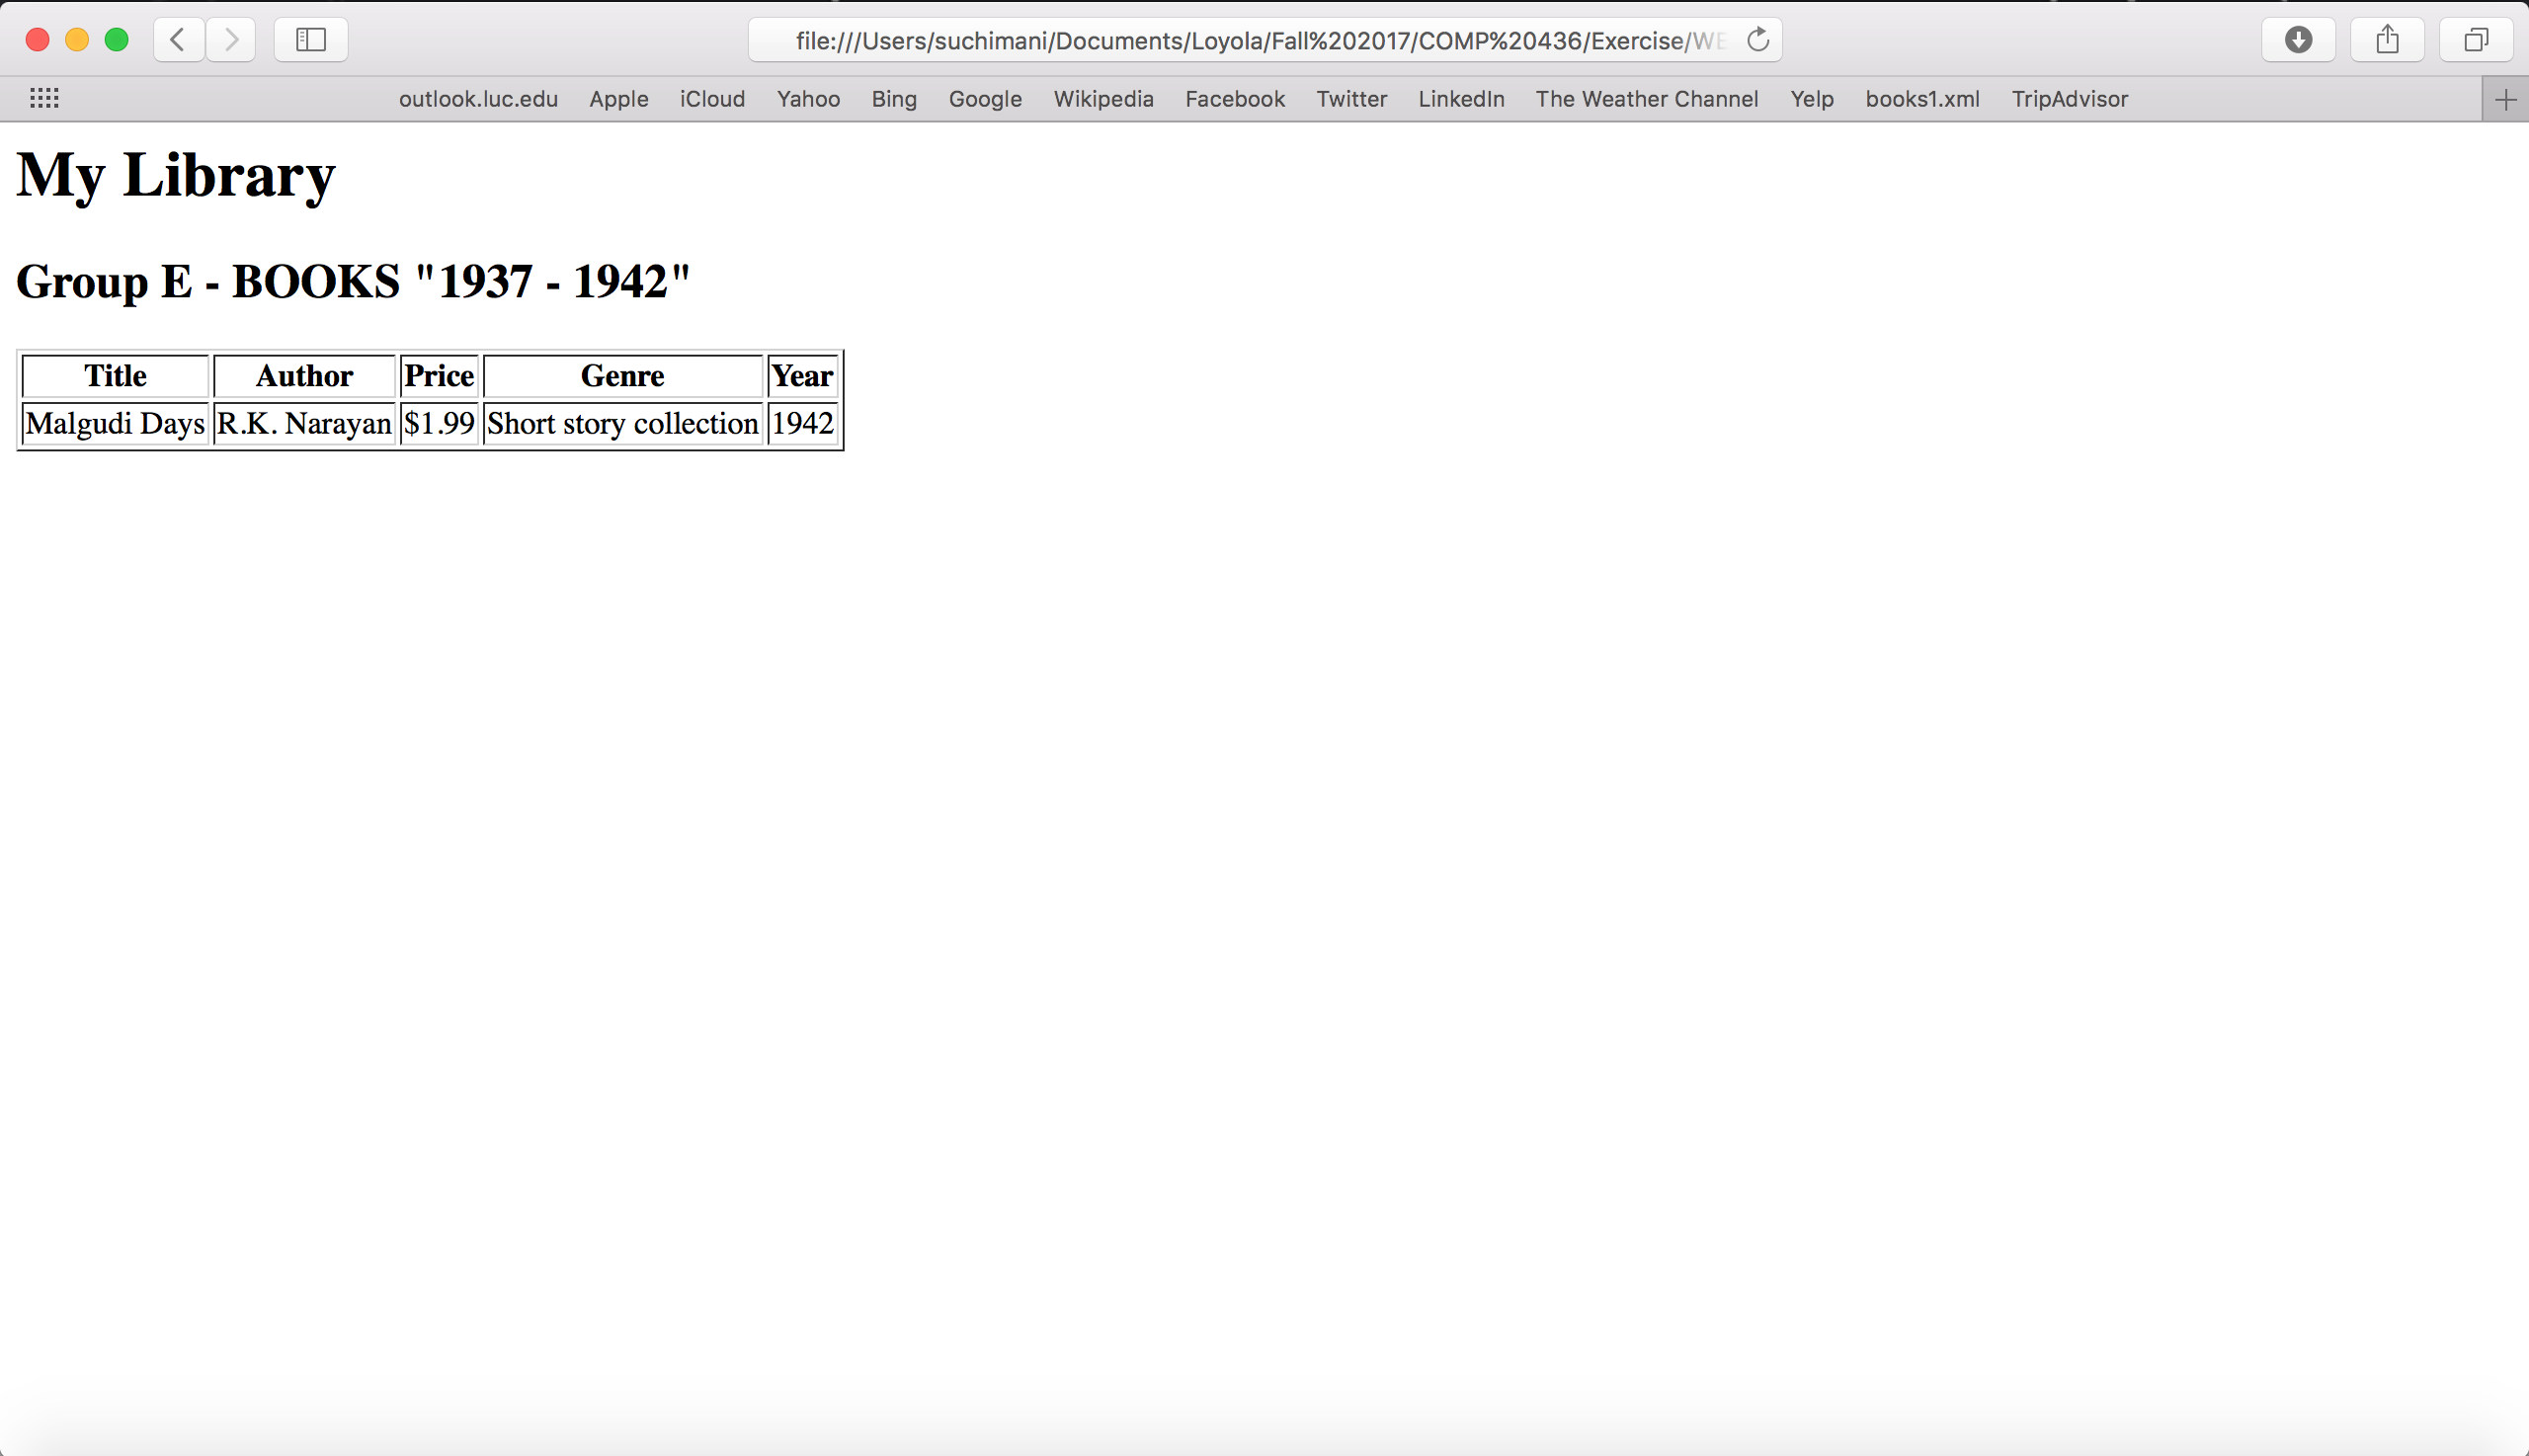 file:///Users/suchimani/Documents/Loyola/Fall%202017/COMP%20436/Exercise/WE
outlook.luc.edu Apple iCloud Yahoo Bing Google Wikipedia Facebook Twitter LinkedIn The Weather Channel Yelp books1.xml TripAdvisor
My Library
Group E - BOOKS "1937 - 1942"
Title Author Price Genre Year
Malgudi Days R.K. Narayan $1.99 Short story collection 1942